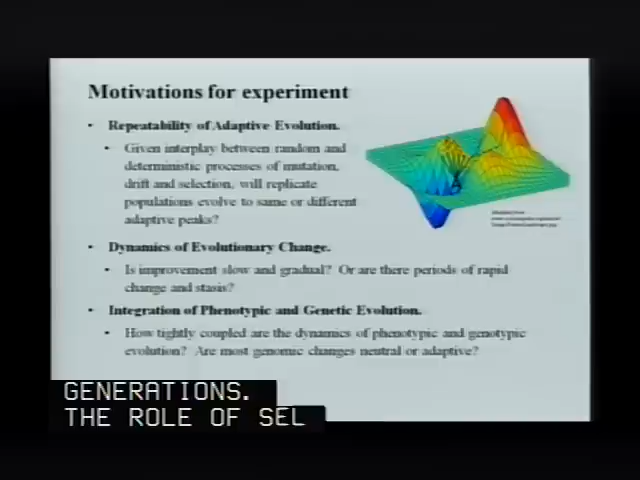 Motivations for experiment
• Repeatability of Adaptive Evolution.
• Given interplay between random and
deterministic processes of mutation,
drift and selection, will replicate
populations evolve to same or different
adaptive peaks?
• Dynamics of Evolutionary Change.
• Is improvement slow and gradual? Or are there periods of rapid
change and stasis?
• Integration of Phenotypic and Genetic Evolution.
• How tightly coupled are the dynamics of phenotypic and genotypic
evolution? Are most genomic changes neutral or adaptive?
GENERATIONS.
THE ROLE OF SEL